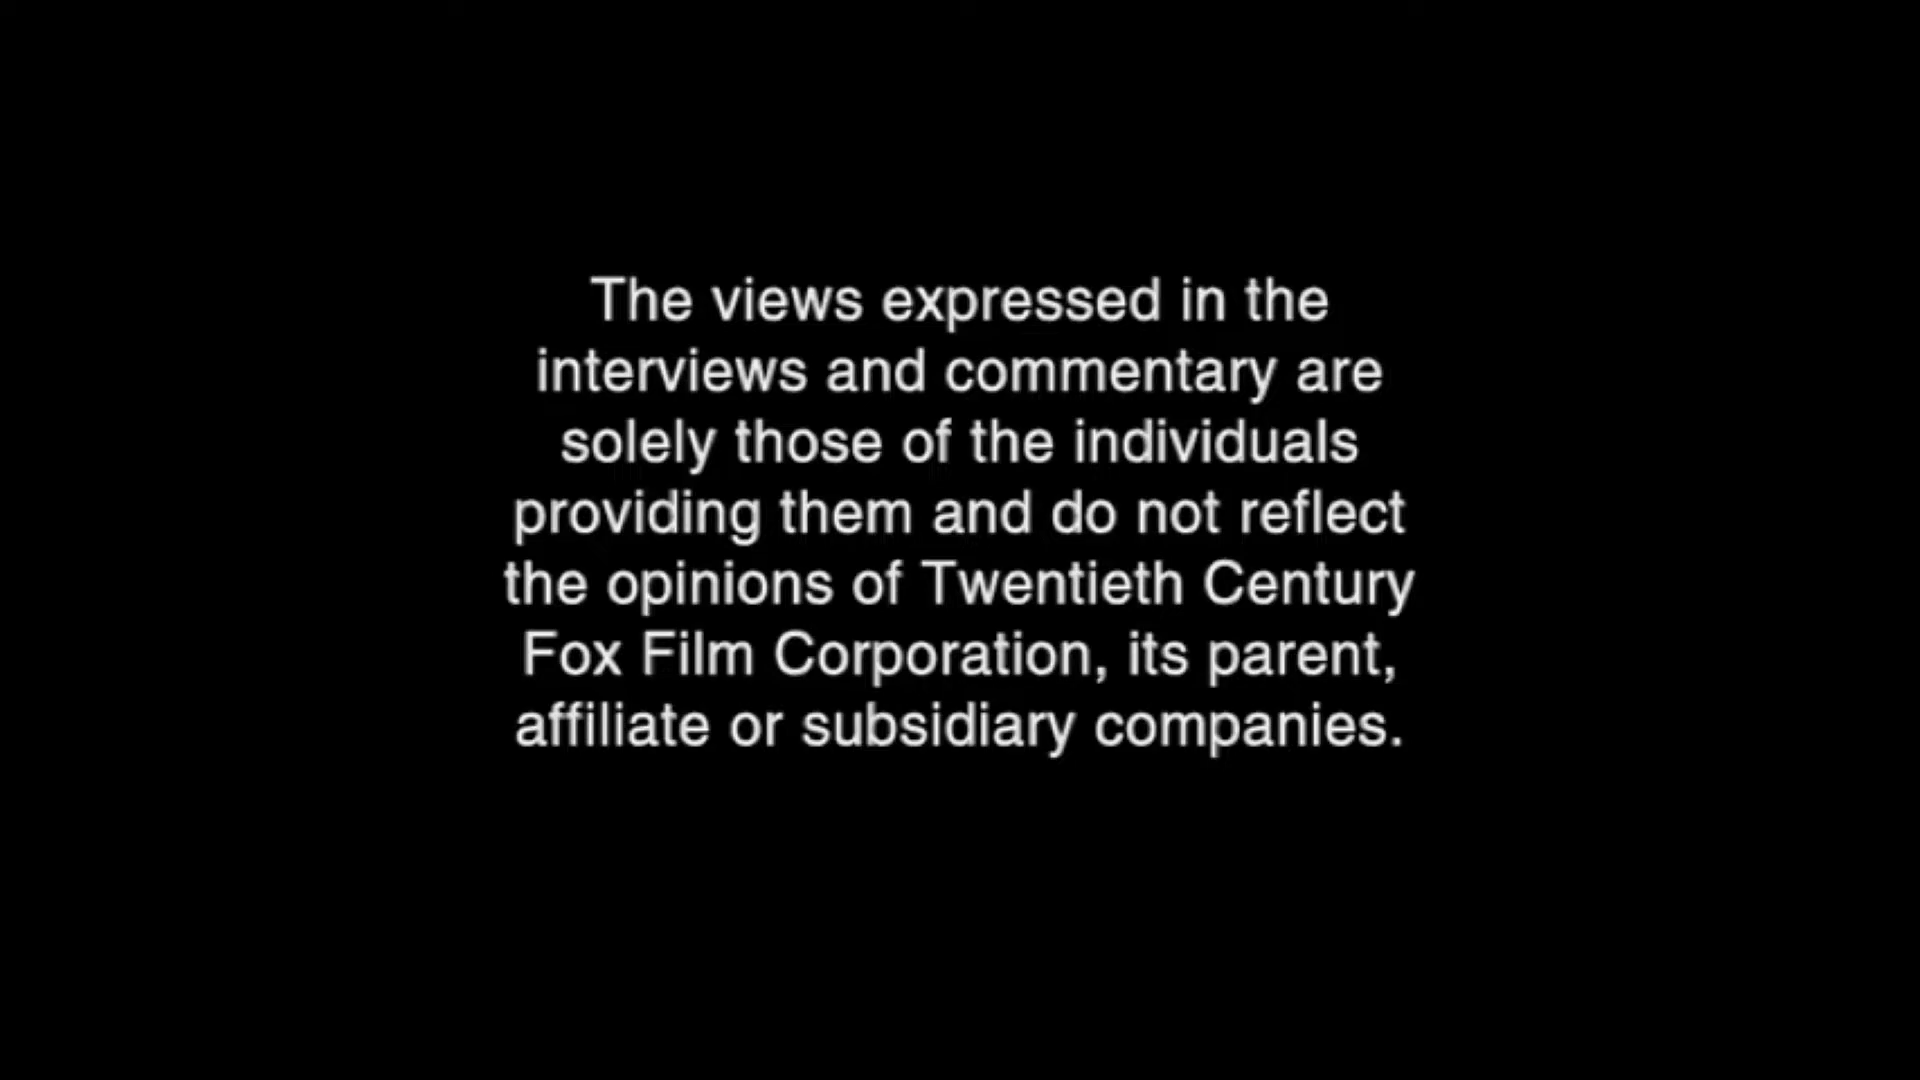 The views expressed in the
interviews and commentary are
solely those of the individuals
providing them and do not reflect
the opinions of Twentieth Century
Fox Film Corporation, its parent,
affiliate or subsidiary companies.